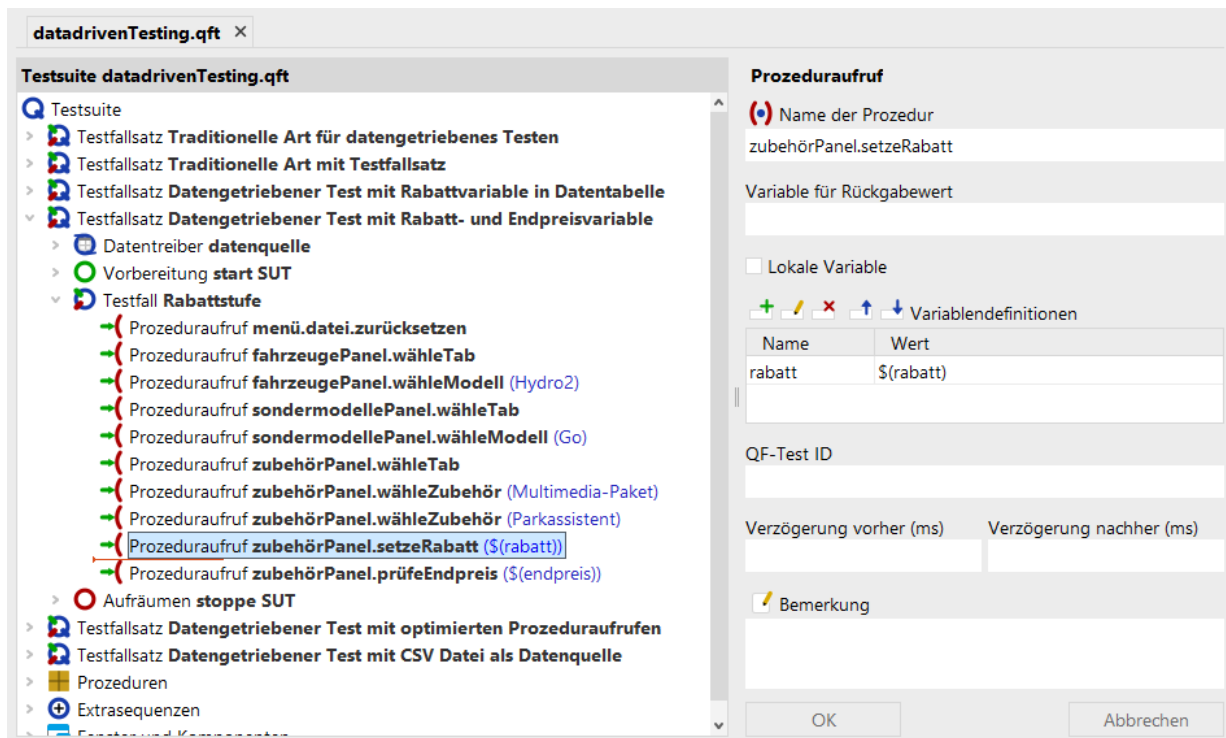 datadrivenTesting.qft ×
Testsuite datadrivenTesting.qft
Testsuite
Testfallsatz Traditionelle Art für datengetriebenes Testen
Testfallsatz Traditionelle Art mit Testfallsatz
Testfallsatz Datengetriebener Test mit Rabattvariable in Datentabelle
Testfallsatz Datengetriebener Test mit Rabatt- und Endpreisvariable
Datentreiber datenquelle
Vorbereitung start SUT
Testfall Rabattstufe
Prozeduraufruf menü.datei.zurücksetzen
Prozeduraufruf fahrzeugePanel.wähleTab
Prozeduraufruf fahrzeugePanel.wähleModell (Hydro2)
Prozeduraufruf sondermodellePanel.wähleTab
Prozeduraufruf sondermodellePanel.wähleModell (Go)
Prozeduraufruf zubehörPanel.wähleTab
Prozeduraufruf zubehörPanel.wähleZubehör (Multimedia-Paket)
Prozeduraufruf zubehörPanel.wähleZubehör (Parkassistent)
Prozeduraufruf zubehörPanel.setzeRabatt ($(rabatt))
Prozeduraufruf zubehörPanel.prüfeEndpreis ($(endpreis))
Aufräumen stoppe SUT
Testfallsatz Datengetriebener Test mit optimierten Prozeduraufrufen
Testfallsatz Datengetriebener Test mit CSV Datei als Datenquelle
Prozeduren
Extrasequenzen
Fenster und Komponenten
Prozeduraufruf
Name der Prozedur
zubehörPanel.setzeRabatt
Variable für Rückgabewert
Lokale Variable
Variablendefinitionen
Name Wert
rabatt $(rabatt)
QF-Test ID
Verzögerung vorher (ms) Verzögerung nachher (ms)
Bemerkung
OK Abbrechen